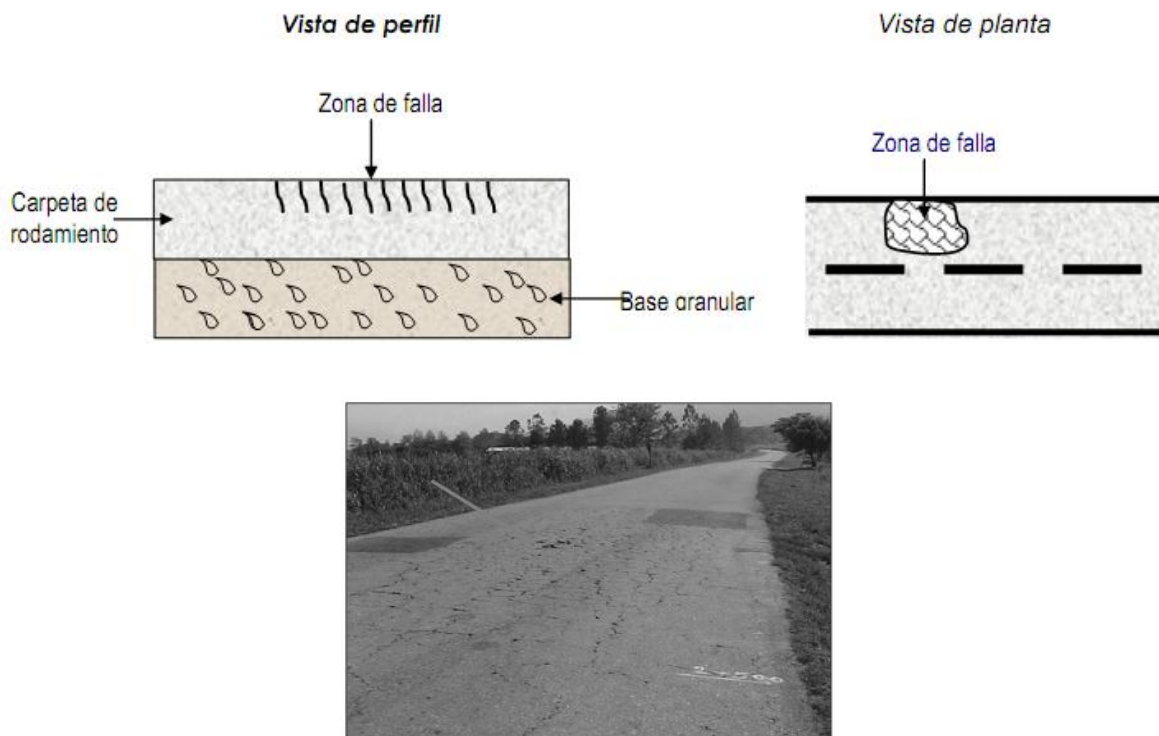 Vista de perfil
Vista de planta
Zona de falla
Zona de falla
Carpeta de
rodamiento
Base granular